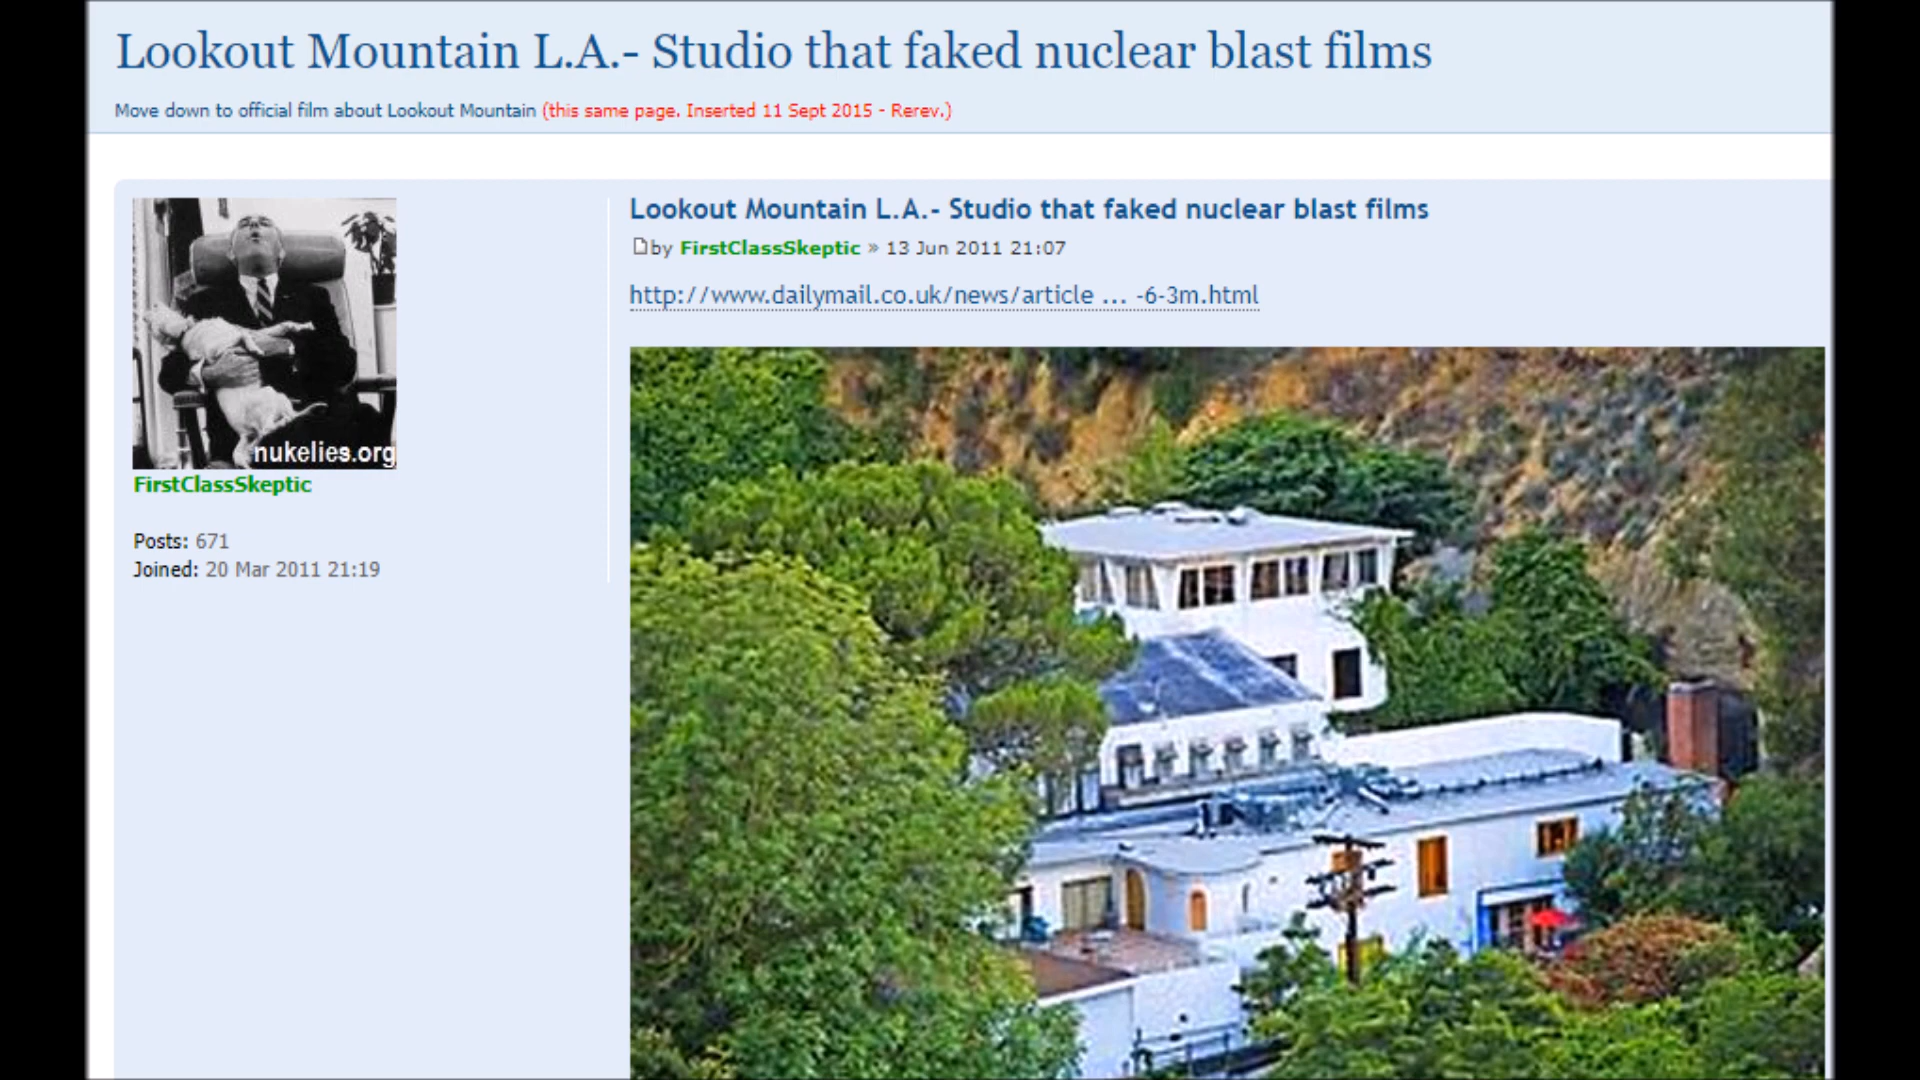 Lookout Mountain L.A.- Studio that faked nuclear blast films
Move down to official film about Lookout Mountain (this same page. Inserted 11 Sept 2015 - Rerev.)
nukelies.org
FirstClassSkeptic
Posts: 671
Joined: 20 Mar 2011 21:19
Lookout Mountain L.A.- Studio that faked nuclear blast films
by FirstClassSkeptic » 13 Jun 2011 21:07
http://www.dailymail.co.uk/news/article ... -6-3m.html